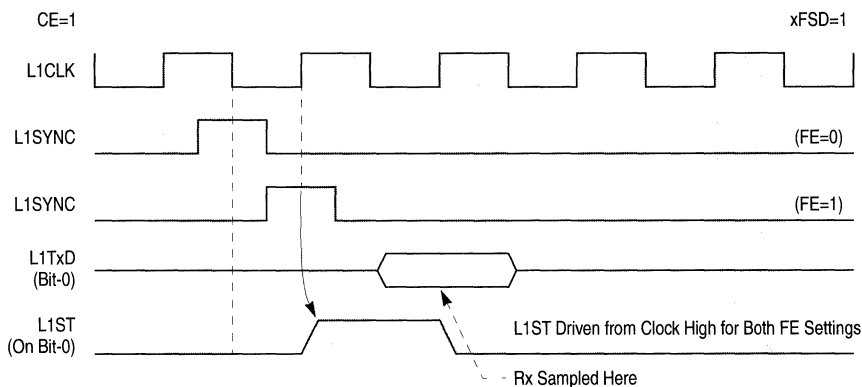 CE=1
xFSD=1
L1CLK
L1SYNC
(FE=0)
L1SYNC
(FE=1)
L1TxD
(Bit-0)
L1ST
(On Bit-0)
L1ST Driven from Clock High for Both FE Settings
Rx Sampled Here